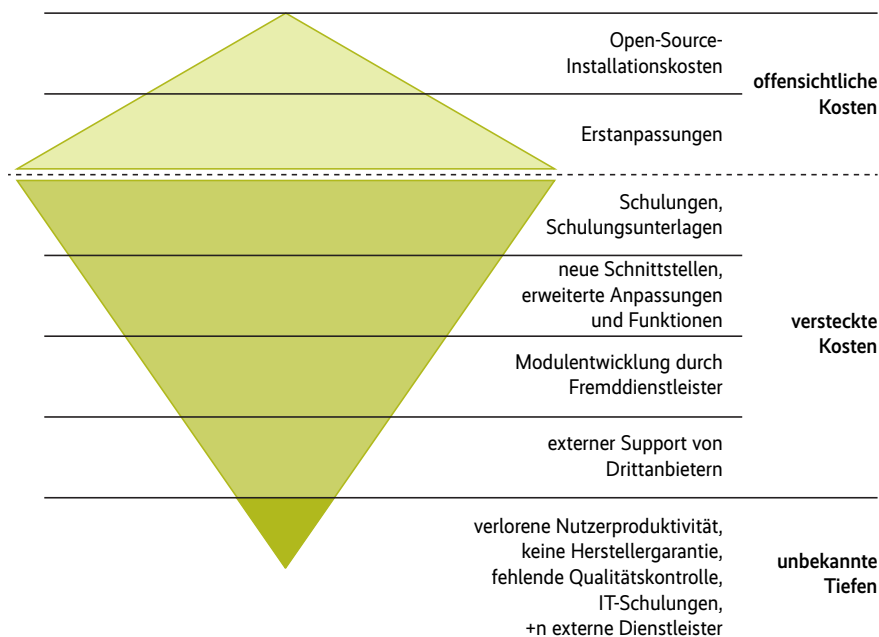 Open-Source-
Installationskosten
Erstanpassungen
offensichtliche
Kosten
Schulungen,
Schulungsunterlagen
neue Schnittstellen,
erweiterte Anpassungen
und Funktionen
Modulentwicklung durch
Fremddienstleister
externer Support von
Drittanbietern
versteckte
Kosten
verlorene Nutzerproduktivität,
keine Herstellergarantie,
fehlende Qualitätskontrolle,
IT-Schulungen,
+n externe Dienstleister
unbekannte
Tiefen